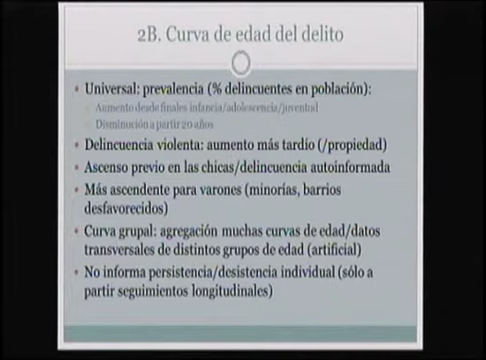 2B. Curva de edad del delito
Universal: prevalencia (% delincuentes en población):
Aumento desde finales infancia/adolescencia/juventud
Disminución a partir 20 años
Delincuencia violenta: aumento más tardío (/propiedad)
Ascenso previo en las chicas/delincuencia autoinformada
Más ascendente para varones (minorías, barrios
desfavorecidos)
Curva grupal: agregación muchas curvas de edad/datos
transversales de distintos grupos de edad (artificial)
No informa persistencia/desistencia individual (sólo a
partir seguimientos longitudinales)